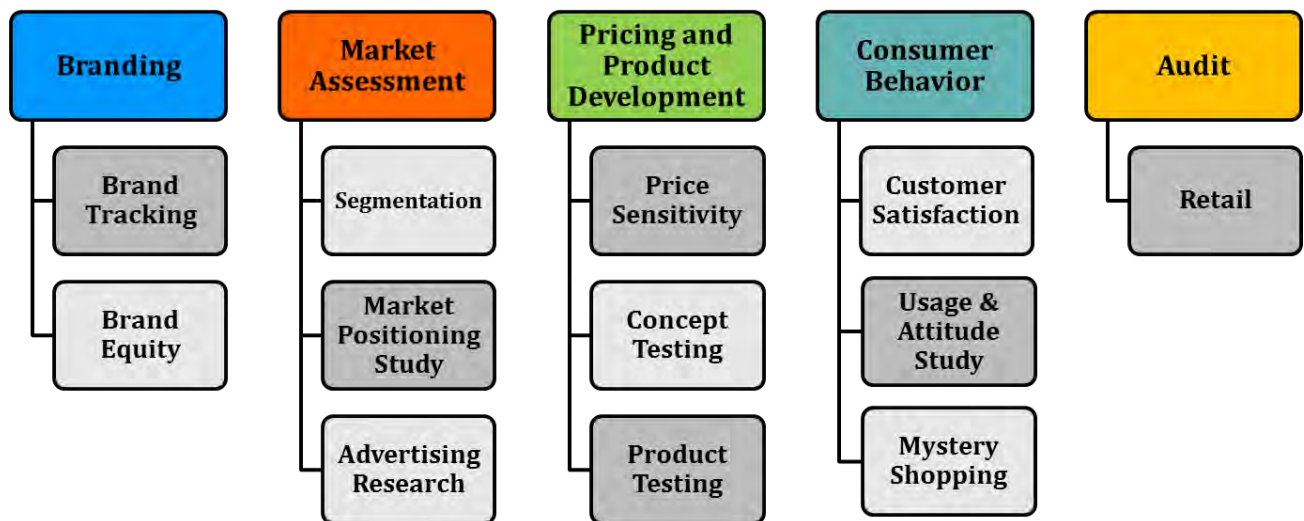 Branding
Brand
Tracking
Brand
Equity
Market
Assessment
Segmentation
Market
Positioning
Study
Advertising
Research
Pricing and
Product
Development
Price
Sensitivity
Concept
Testing
Product
Testing
Consumer
Behavior
Customer
Satisfaction
Usage &
Attitude
Study
Mystery
Shopping
Audit
Retail